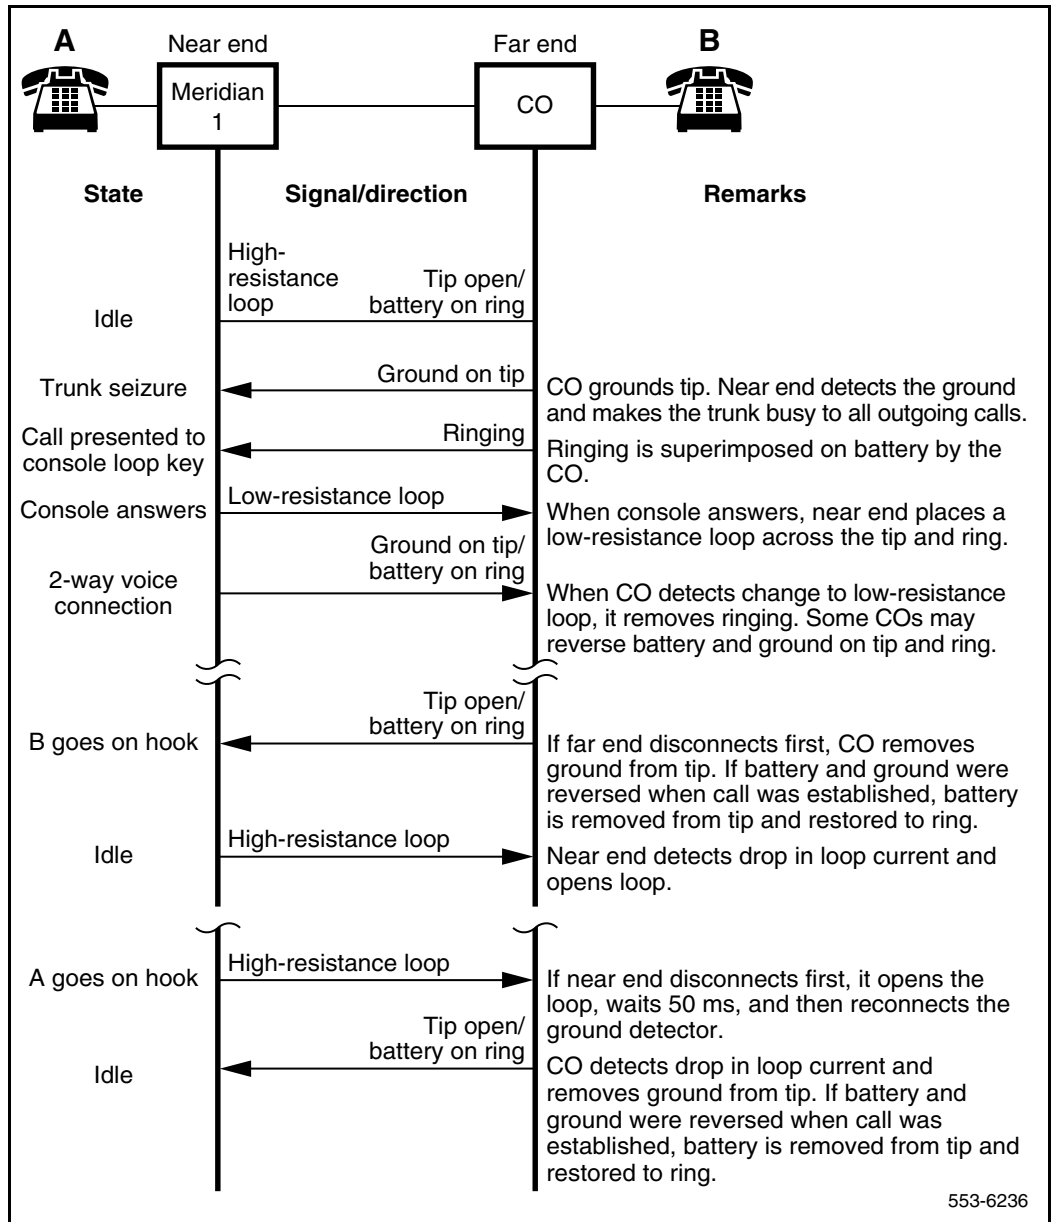 A
Near end
Far end
B
Meridian
1
CO
State
Signal/direction
Remarks
High-
resistance
loop
Tip open/
battery on ring
Idle
Ground on tip
Trunk seizure
CO grounds tip. Near end detects the ground
and makes the trunk busy to all outgoing calls.
Call presented to
console loop key
Ringing
Ringing is superimposed on battery by the
CO.
Console answers
Low-resistance loop
When console answers, near end places a
low-resistance loop across the tip and ring.
Ground on tip/
battery on ring
2-way voice
connection
When CO detects change to low-resistance
loop, it removes ringing. Some COs may
reverse battery and ground on tip and ring.
Tip open/
battery on ring
B goes on hook
If far end disconnects first, CO removes
ground from tip. If battery and ground were
reversed when call was established, battery
is removed from tip and restored to ring.
Idle
High-resistance loop
Near end detects drop in loop current and
opens loop.
A goes on hook
High-resistance loop
If near end disconnects first, it opens the
loop, waits 50 ms, and then reconnects the
ground detector.
Tip open/
battery on ring
Idle
CO detects drop in loop current and
removes ground from tip. If battery and
ground were reversed when call was
established, battery is removed from tip and
restored to ring.
553-6236